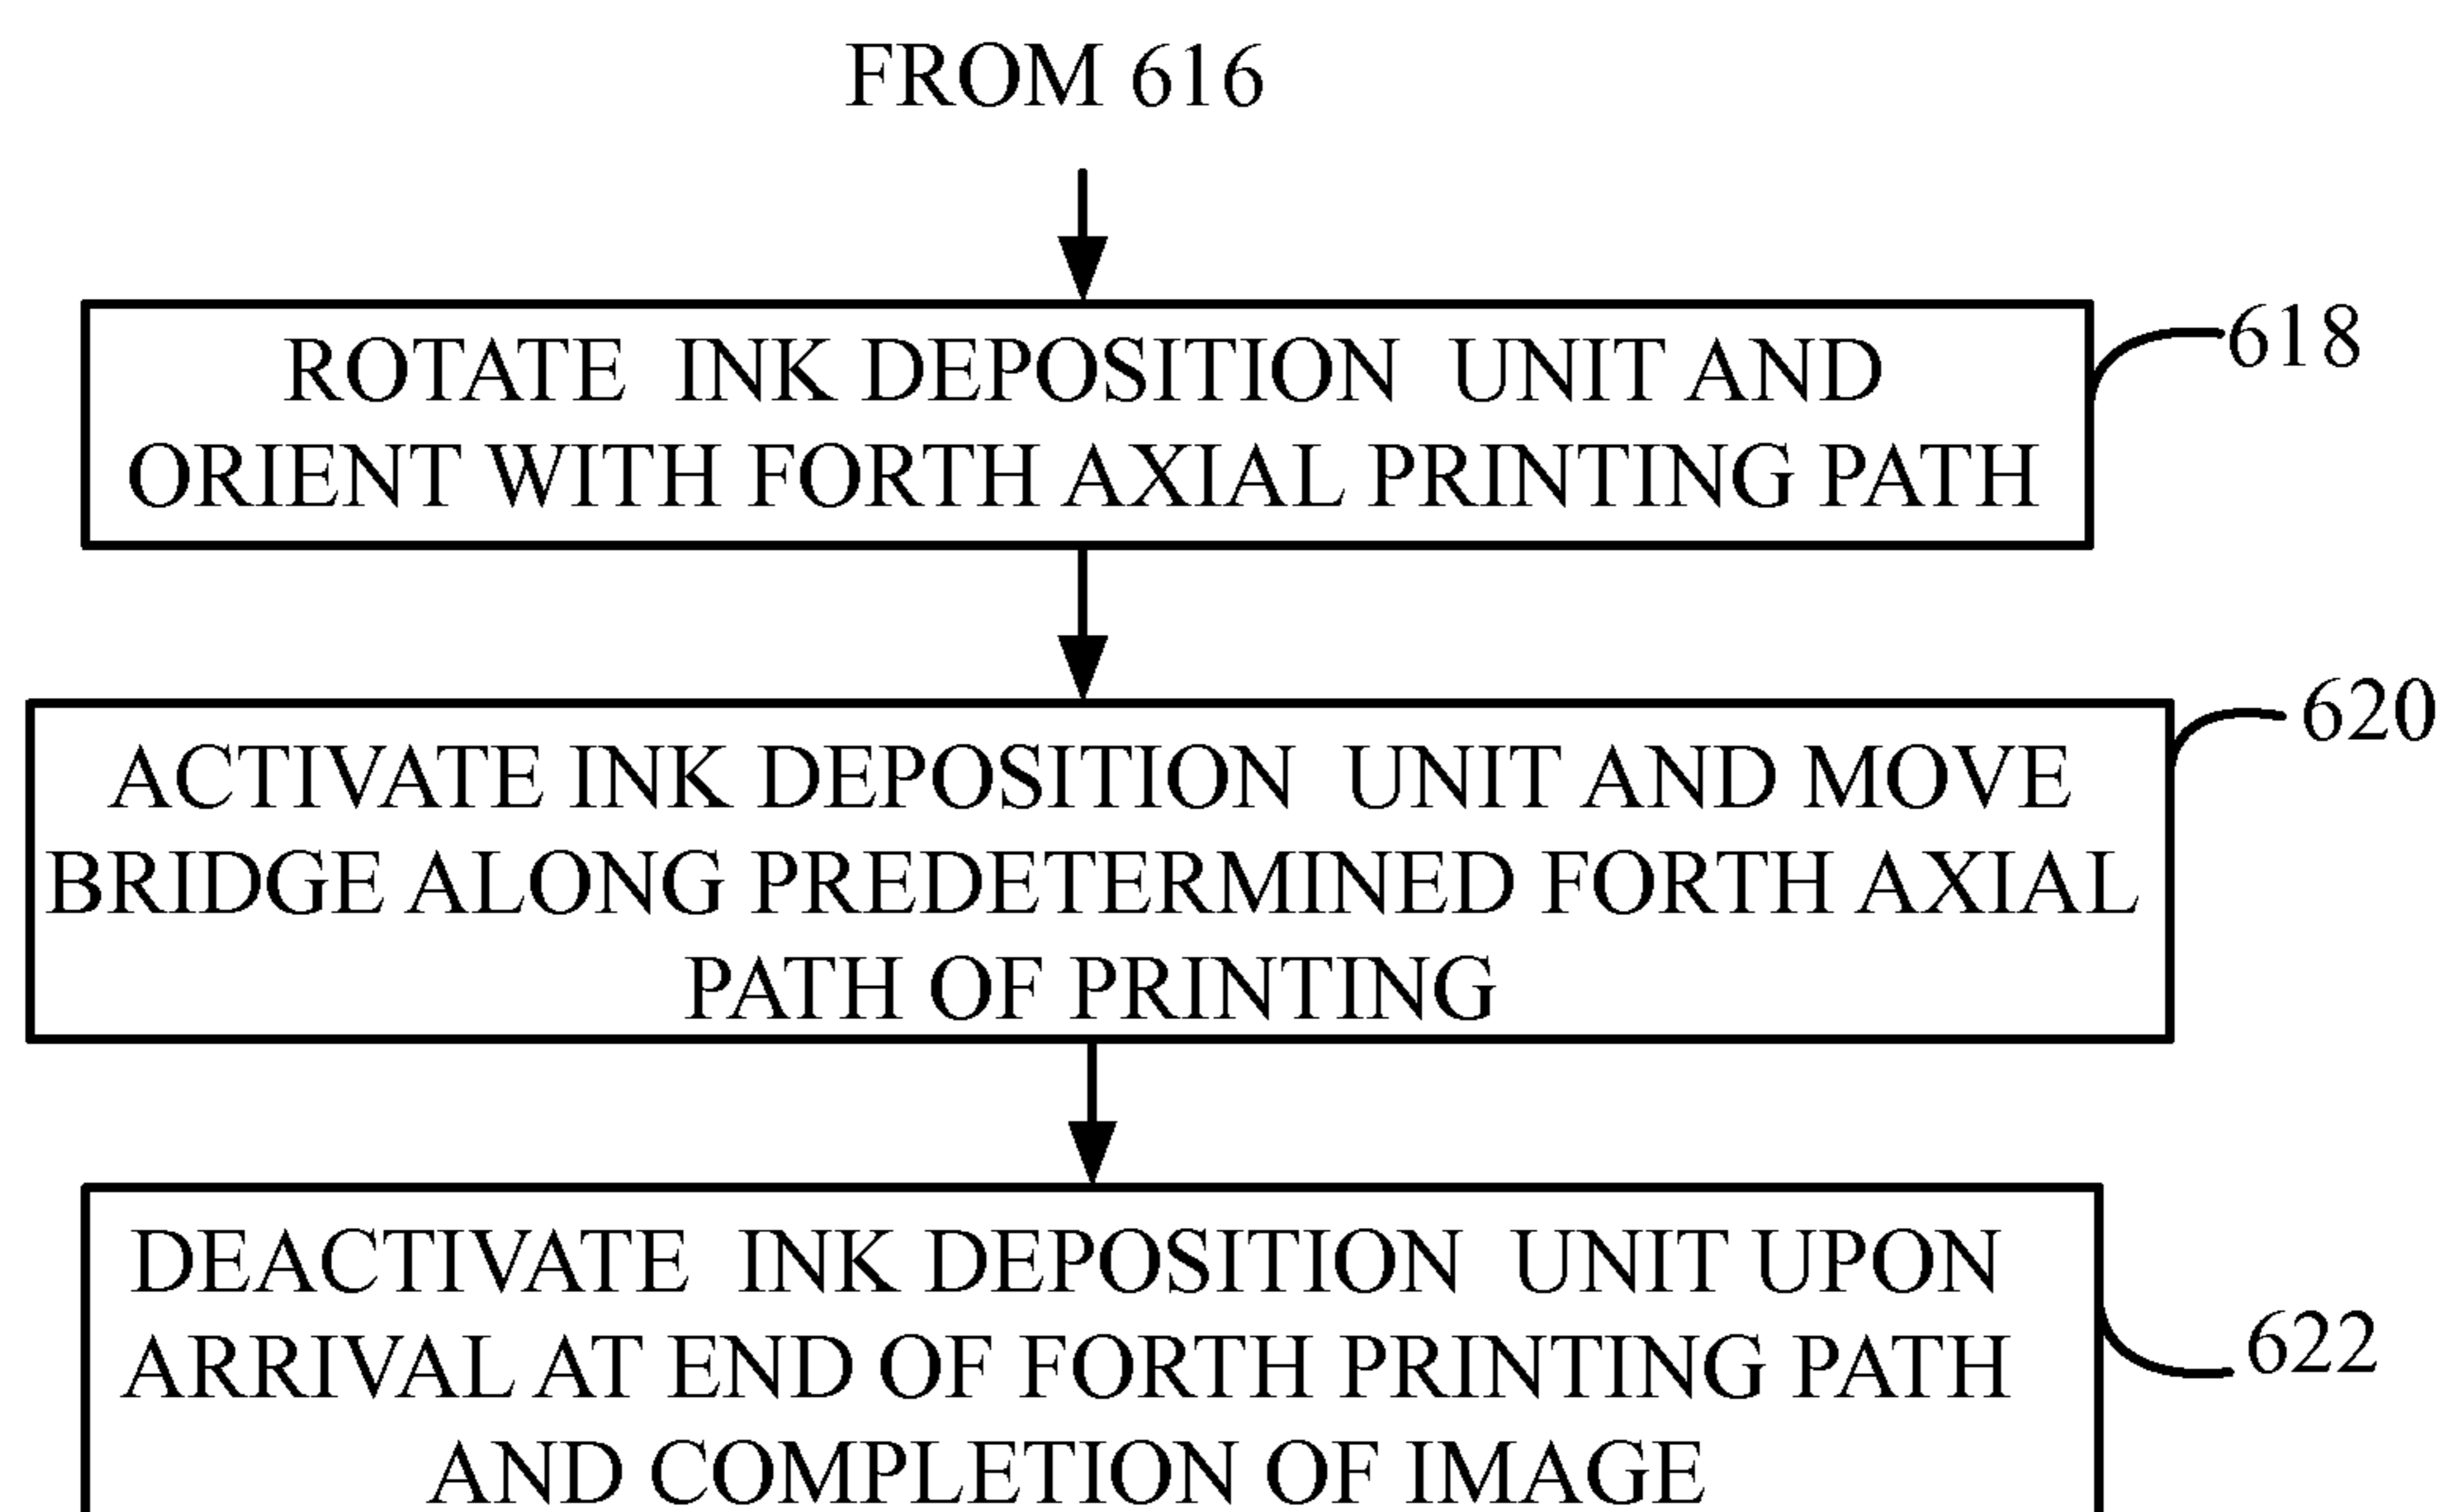 FROM 616
ROTATE INK DEPOSITION UNIT AND
ORIENT WITH FORTH AXIAL PRINTING PATH
618
ACTIVATE INK DEPOSITION UNIT AND MOVE
BRIDGE ALONG PREDETERMINED FORTH AXIAL
PATH OF PRINTING
620
DEACTIVATE INK DEPOSITION UNIT UPON
ARRIVAL AT END OF FORTH PRINTING PATH
AND COMPLETION OF IMAGE
622